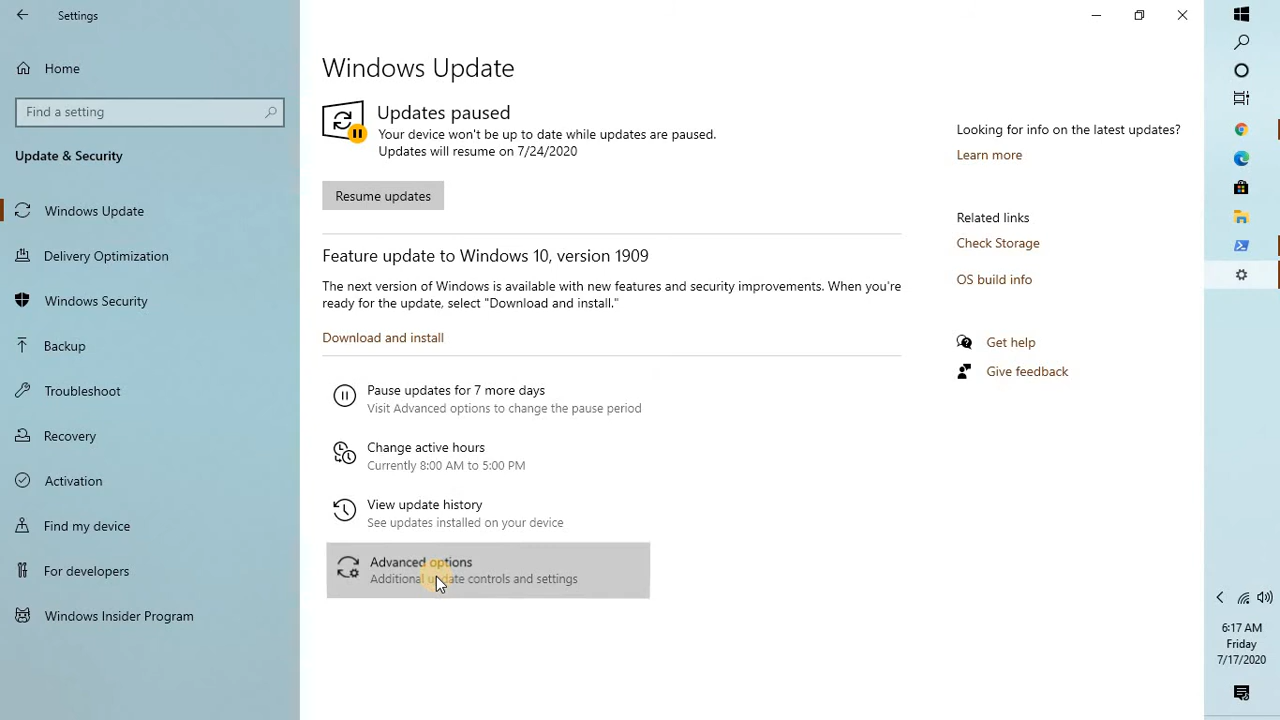 Settings
Home
Find a setting
Update & Security
Windows Update
Delivery Optimization
Windows Security
Backup
Troubleshoot
Recovery
Activation
Find my device
For developers
Windows Insider Program
Windows Update
Updates paused
Your device won't be up to date while updates are paused.
Updates will resume on 7/24/2020
Resume updates
Feature update to Windows 10, version 1909
The next version of Windows is available with new features and security improvements. When you're
ready for the update, select "Download and install."
Download and install
Pause updates for 7 more days
Visit Advanced options to change the pause period
Change active hours
Currently 8:00 AM to 5:00 PM
View update history
See updates installed on your device
Advanced options
Additional update controls and settings
Looking for info on the latest updates?
Learn more
Related links
Check Storage
OS build info
Get help
Give feedback
6:17 AM
Friday
7/17/2020